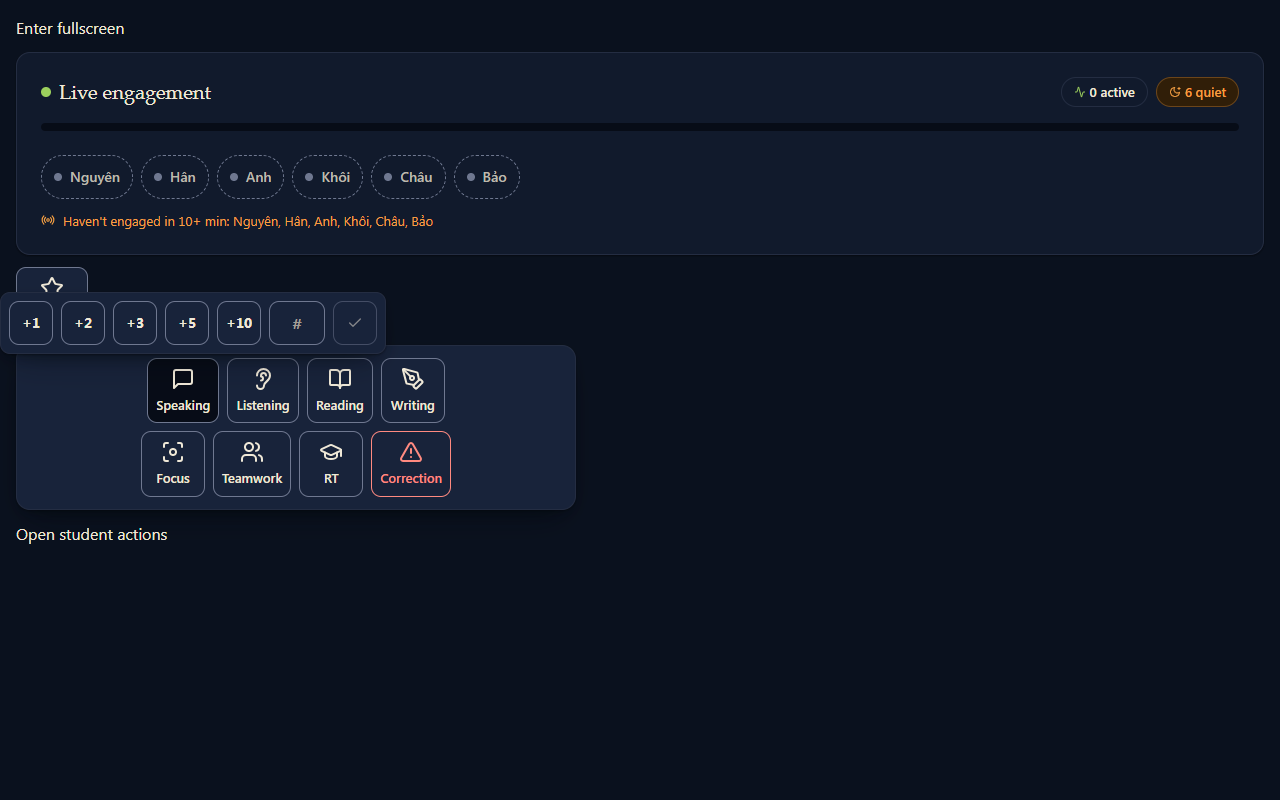 Enter fullscreen
Live engagement
0 active
6 quiet
Nguyên
Hân
Anh
Khôi
Châu
Bảo
Haven't engaged in 10+ min: Nguyên, Hân, Anh, Khôi, Châu, Bảo
+1
+2
+3
+5
+10
#
Speaking
Listening
Reading
Writing
Focus
Teamwork
RT
Correction
Open student actions